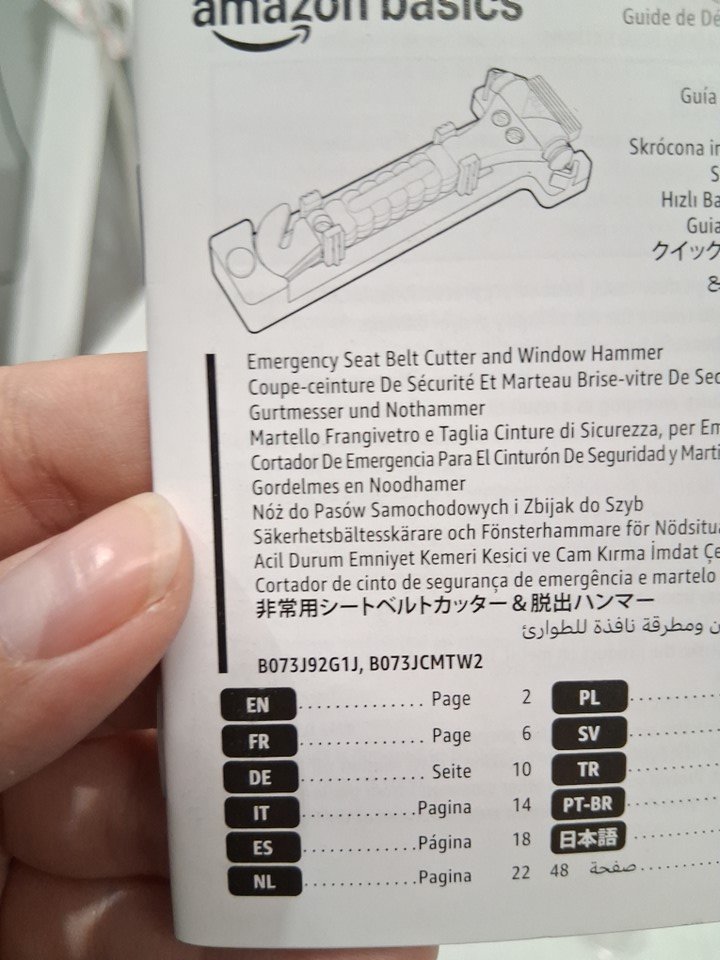 amazon basics
Guide de Dé
Guía
Skrócona in
S
Hızlı Ba
Guia
クイック
&
Emergency Seat Belt Cutter and Window Hammer
Coupe-ceinture De Sécurité Et Marteau Brise-vitre De Sec
Gurtmesser und Nothammer
Martello Frangivetro e Taglia Cinture di Sicurezza, per Em
Cortador De Emergencia Para El Cinturón De Seguridad y Marti
Gordelmes en Noodhamer
Nóż do Pasów Samochodowych i Zbijak do Szyb
Säkerhetsbältesskärare och Fönsterhammare för Nödsitua
Acil Durum Emniyet Kemeri Kesici ve Cam Kırma İmdat Çe
Cortador de cinto de segurança de emergência e martelo
非常用シートベルトカッター＆脱出ハンマー
ومطرقة نافذة للطوارئ
B073J92G1J, B073JCMTW2
EN .............. Page 2 PL
FR .............. Page 6 SV
DE .............. Seite 10 TR
IT .............. Pagina 14 PT-BR
ES .............. Página 18 日本語
NL .............. Pagina 22 48 صفحة